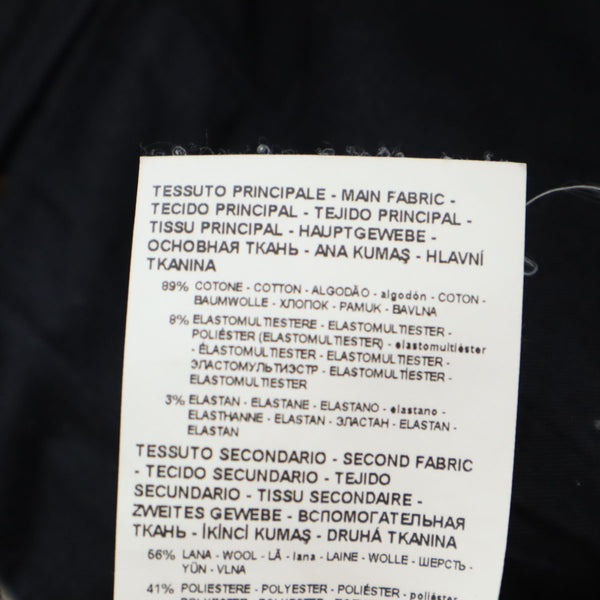 TESSUTO PRINCIPALE - MAIN FABRIC -
TECIDO PRINCIPAL - TEJIDO PRINCIPAL -
TISSU PRINCIPAL - HAUPTGEWEBE -
ОСНОВНАЯ ТКАНЬ - ANA KUMAŞ - HLAVNÍ
TKANINA
89% COTONE - COTTON - ALGODÃO - algodón - COTON -
BAUMWOLLE - ХЛОПОК - PAMUK - BAVLNA
8% ELASTOMULTIESTERE - ELASTOMULTIESTER -
POLIÉSTER (ELASTOMULTIESTER) - elastomultiéster
- ÉLASTOMULTIESTER - ELASTOMULTIESTER -
ЭЛАСТОМУЛЬТИЭСТР - ELASTOMULTİESTER -
ELASTOMULTIESTER
3% ELASTAN - ELASTANE - ELASTANO - elastano -
ELASTHANNE - ELASTAN - ЭЛАСТАН - ELASTAN -
ELASTAN
TESSUTO SECONDARIO - SECOND FABRIC
- TECIDO SECUNDARIO - TEJIDO
SECUNDARIO - TISSU SECONDAIRE -
ZWEITES GEWEBE - ВСПОМОГАТЕЛЬНАЯ
ТКАНЬ - İKİNCİ KUMAŞ - DRUHÁ TKANINA
56% LANA - WOOL - LÃ - lana - LAINE - WOLLE - ШЕРСТЬ -
YÜN - VLNA
41% POLIESTERE - POLYESTER - POLIÉSTER - poliéster